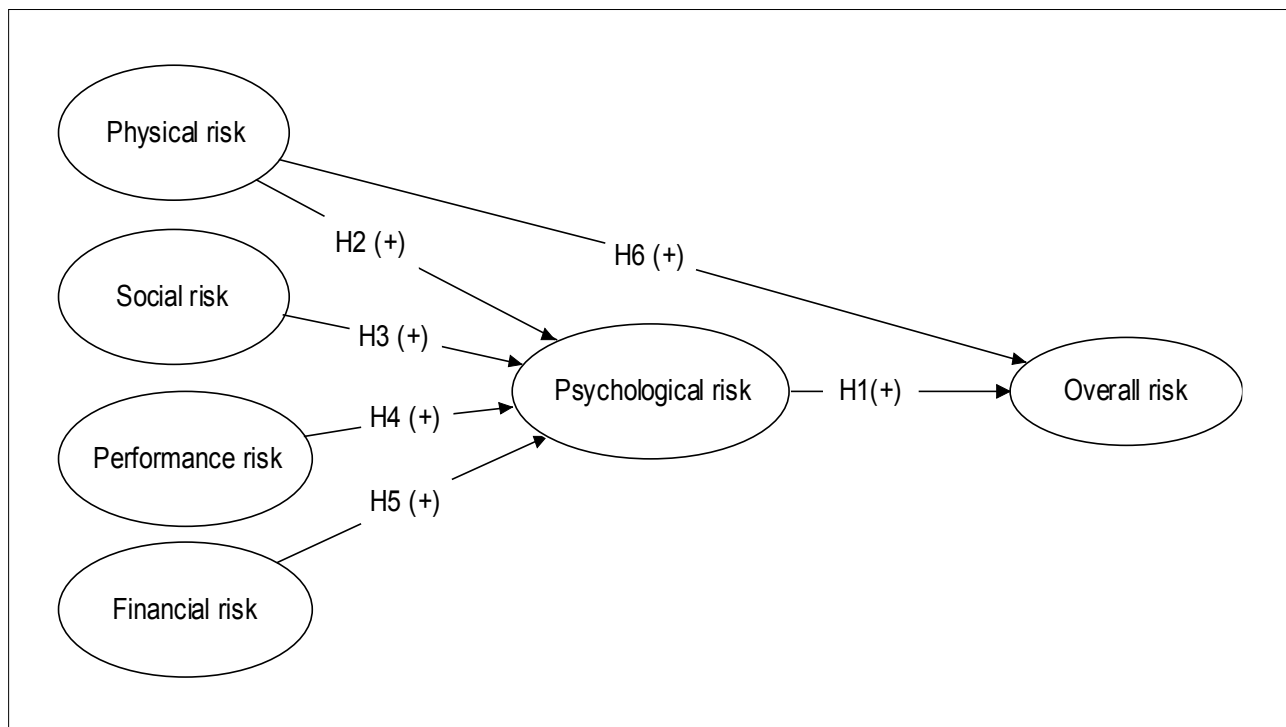 Physical risk
H2 (+)
H6 (+)
Social risk
H3 (+)
Psychological risk
H1(+)
Overall risk
H4 (+)
Performance risk
H5 (+)
Financial risk